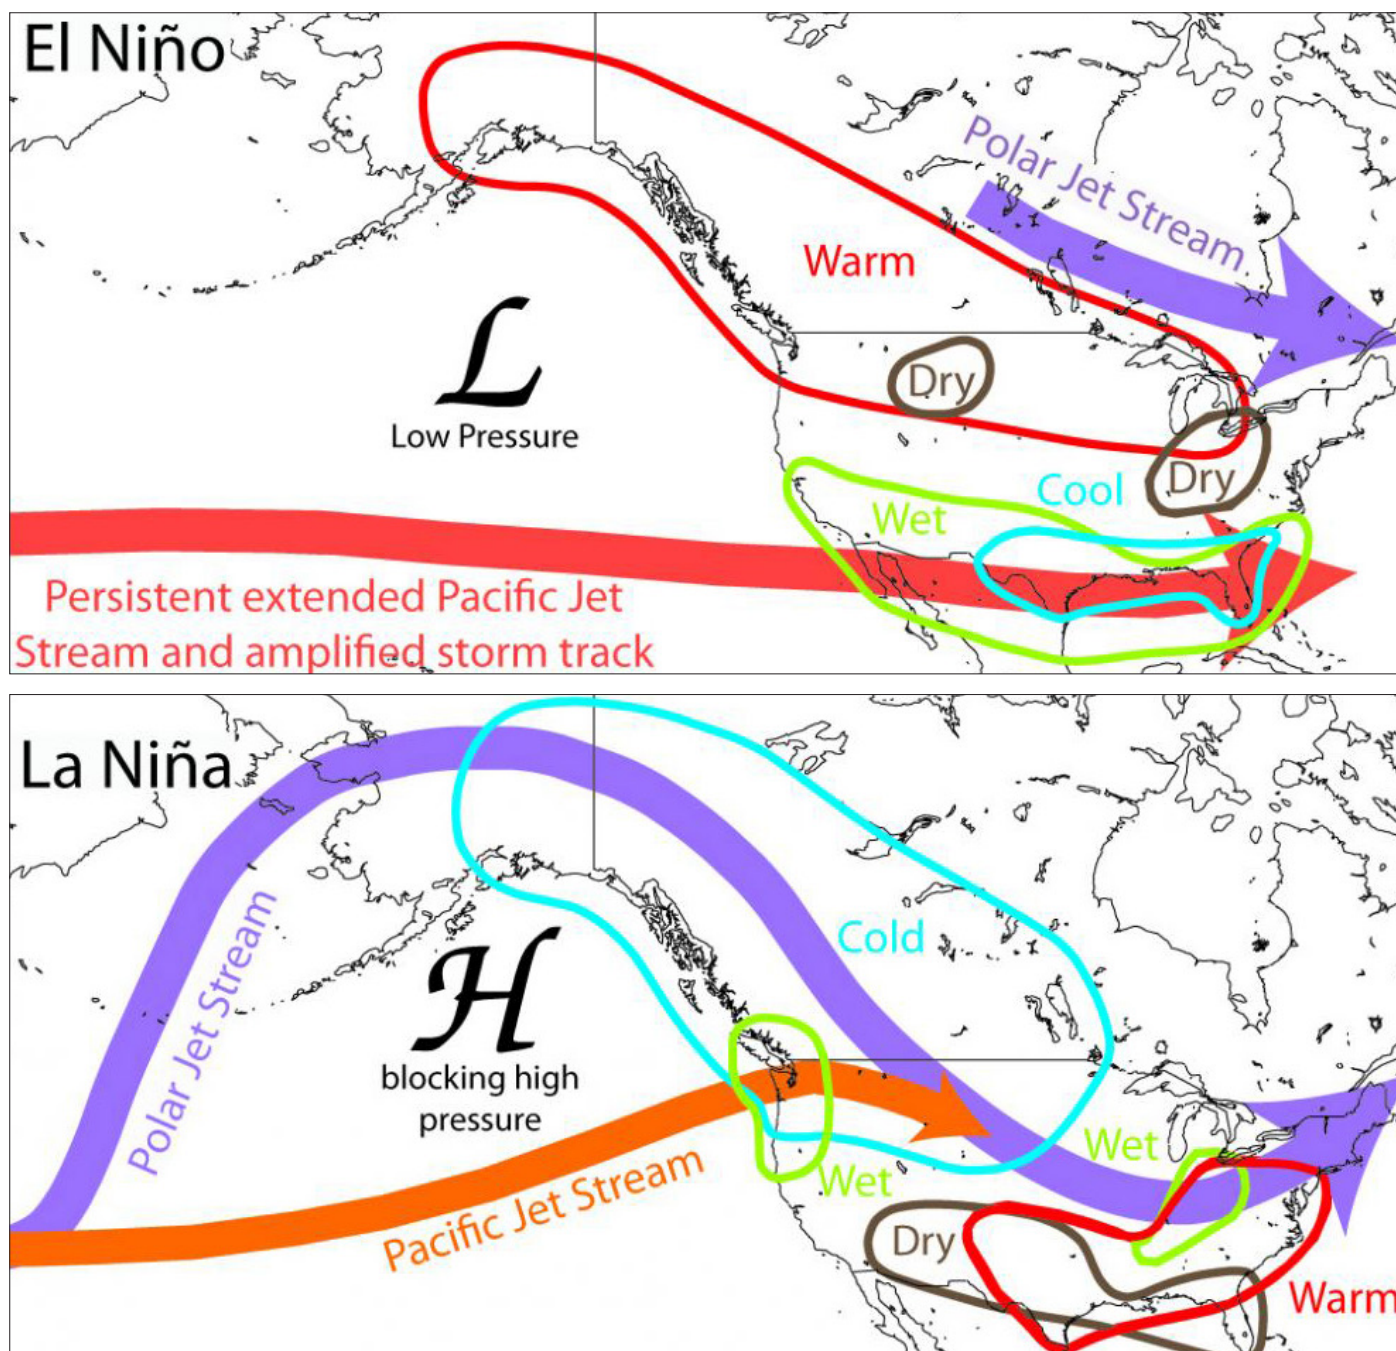 El Niño
Polar Jet Stream
Warm
L
Low Pressure
Dry
Dry
Cool
Wet
Persistent extended Pacific Jet
Stream and amplified storm track
La Niña
Polar Jet Stream
Cold
H
blocking high
pressure
Pacific Jet Stream
Wet
Wet
Dry
Warm